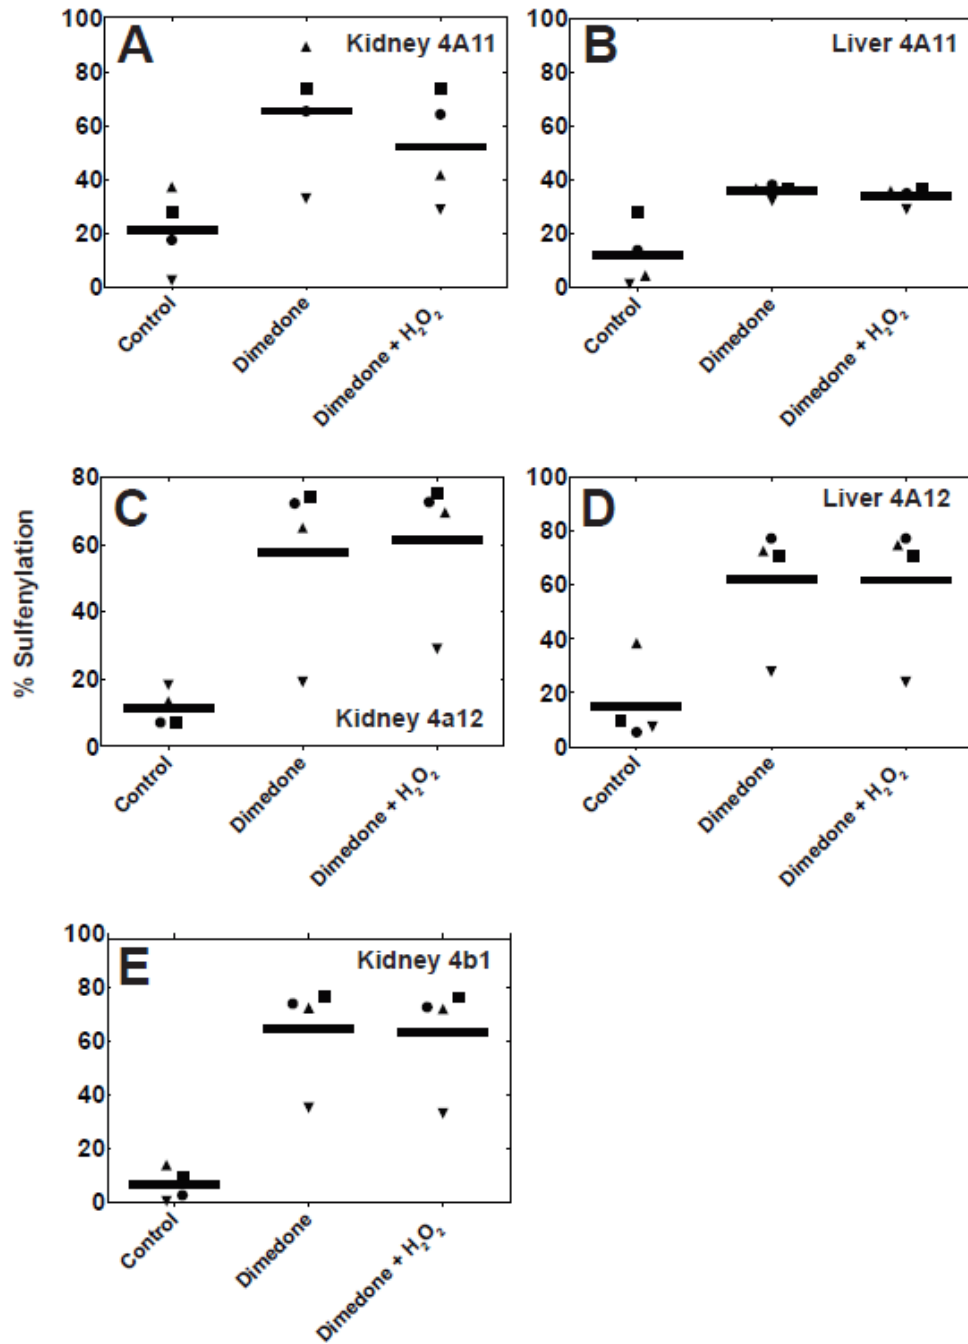 A
Kidney 4A11
100
80
60
40
20
0
Control
Dimedone
Dimedone + H₂O₂
B
Liver 4A11
100
80
60
40
20
0
Control
Dimedone
Dimedone + H₂O₂
% Sulfenylation
C
Kidney 4a12
80
60
40
20
0
Control
Dimedone
Dimedone + H₂O₂
D
Liver 4A12
100
80
60
40
20
0
Control
Dimedone
Dimedone + H₂O₂
E
Kidney 4b1
100
80
60
40
20
0
Control
Dimedone
Dimedone + H₂O₂